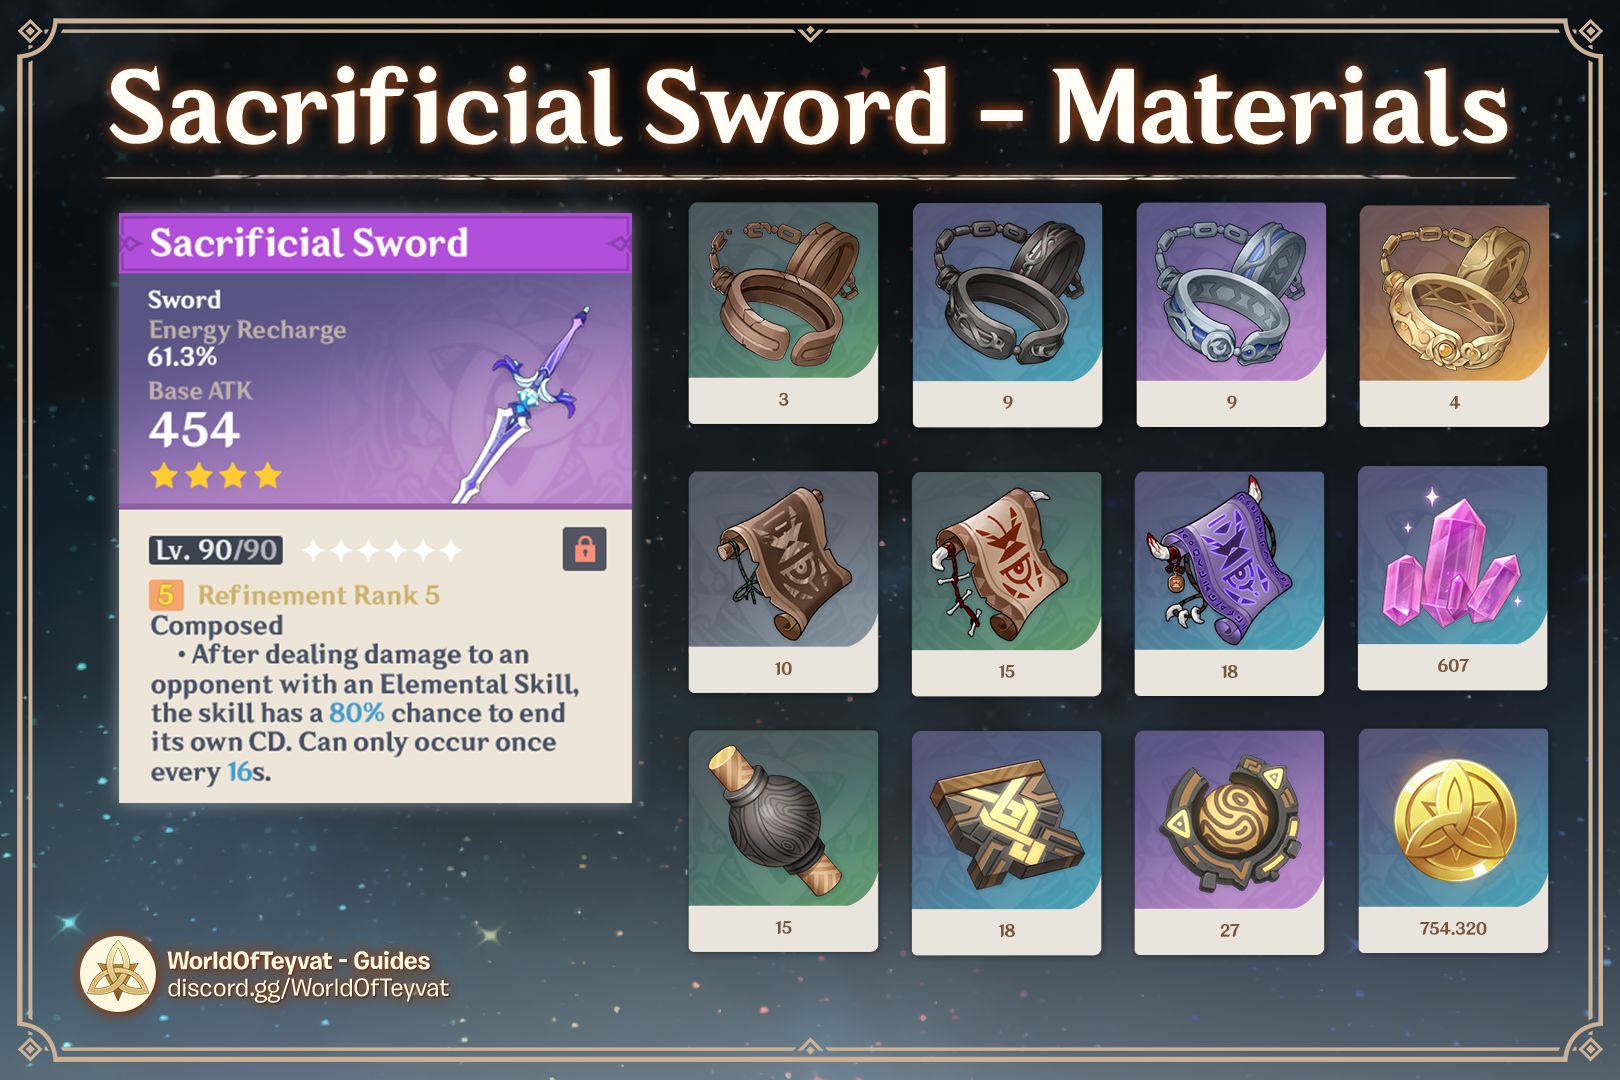 Sacrificial Sword - Materials
Sacrificial Sword
Sword
Energy Recharge
61.3%
Base ATK
454
Lv. 90/90
5 Refinement Rank 5
Composed
• After dealing damage to an
opponent with an Elemental Skill,
the skill has a 80% chance to end
its own CD. Can only occur once
every 16s.
3
9
9
4
10
15
18
607
15
18
27
754.320
WorldOfTeyvat - Guides
discord.gg/WorldOfTeyvat